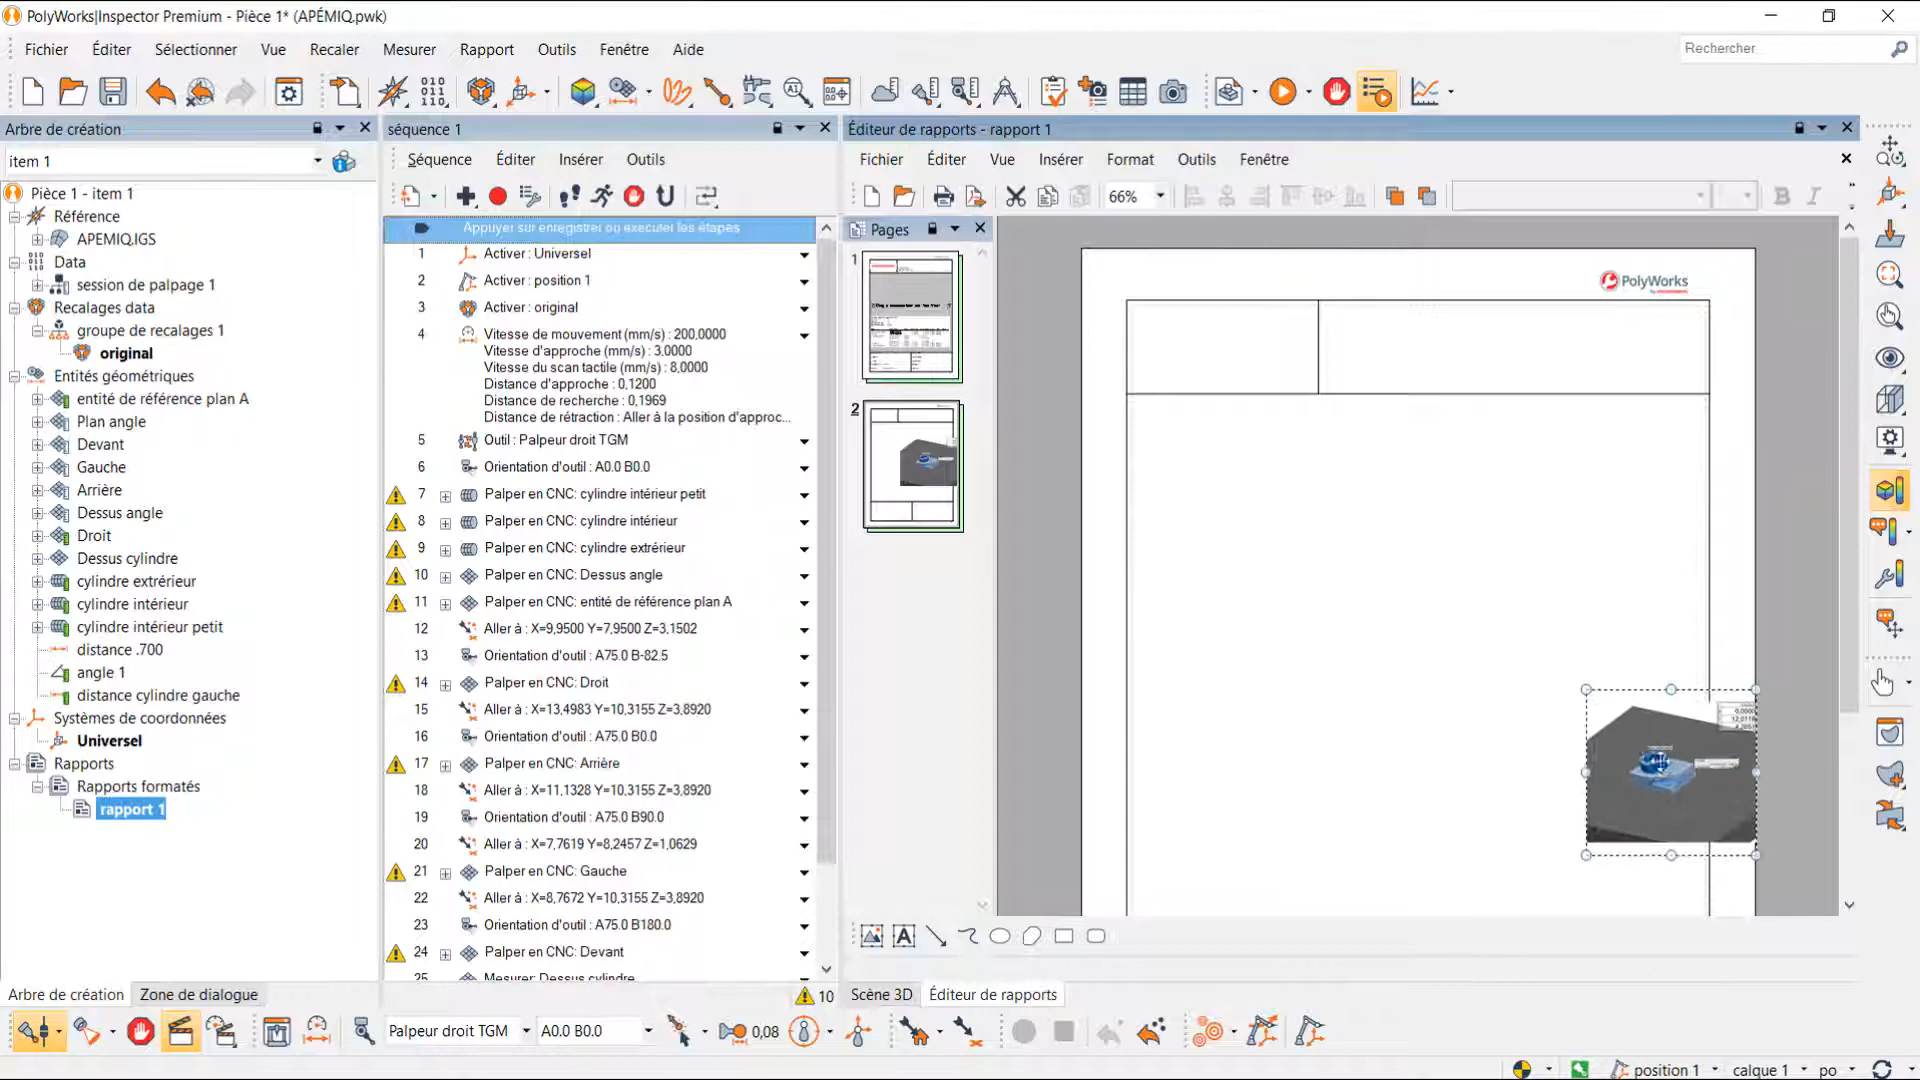 PolyWorks|Inspector Premium - Pièce 1* (APÉMIQ.pwk)
Fichier Éditer Sélectionner Vue Recaler Mesurer Rapport Outils Fenêtre Aide
Rechercher
Arbre de création
item 1
Pièce 1 - item 1
Référence
APEMIQ.IGS
Data
session de palpage 1
Recalages data
groupe de recalages 1
original
Entités géométriques
entité de référence plan A
Plan angle
Devant
Gauche
Arrière
Dessus angle
Droit
Dessus cylindre
cylindre extrérieur
cylindre intérieur
cylindre intérieur petit
distance .700
angle 1
distance cylindre gauche
Systèmes de coordonnées
Universel
Rapports
Rapports formatés
rapport 1
Arbre de création Zone de dialogue
séquence 1
Séquence Éditer Insérer Outils
Appuyer sur enregistrer ou exécuter les étapes
1 Activer : Universel
2 Activer : position 1
3 Activer : original
4 Vitesse de mouvement (mm/s) : 200,0000
Vitesse d'approche (mm/s) : 3,0000
Vitesse du scan tactile (mm/s) : 8,0000
Distance d'approche : 0,1200
Distance de recherche : 0,1969
Distance de rétraction : Aller à la position d'approc...
5 Outil : Palpeur droit TGM
6 Orientation d'outil : A0.0 B0.0
7 Palper en CNC: cylindre intérieur petit
8 Palper en CNC: cylindre intérieur
9 Palper en CNC: cylindre extrérieur
10 Palper en CNC: Dessus angle
11 Palper en CNC: entité de référence plan A
12 Aller à : X=9,9500 Y=7,9500 Z=3,1502
13 Orientation d'outil : A75.0 B-82.5
14 Palper en CNC: Droit
15 Aller à : X=13,4983 Y=10,3155 Z=3,8920
16 Orientation d'outil : A75.0 B0.0
17 Palper en CNC: Arrière
18 Aller à : X=11,1328 Y=10,3155 Z=3,8920
19 Orientation d'outil : A75.0 B90.0
20 Aller à : X=7,7619 Y=8,2457 Z=1,0629
21 Palper en CNC: Gauche
22 Aller à : X=8,7672 Y=10,3155 Z=3,8920
23 Orientation d'outil : A75.0 B180.0
24 Palper en CNC: Devant
25 Mesurer: Dessus cylindre
10
Éditeur de rapports - rapport 1
Fichier Éditer Vue Insérer Format Outils Fenêtre
66%
B I
Pages
1
2
PolyWorks
Scène 3D Éditeur de rapports
Palpeur droit TGM A0.0 B0.0 0,08
position 1 calque 1 po